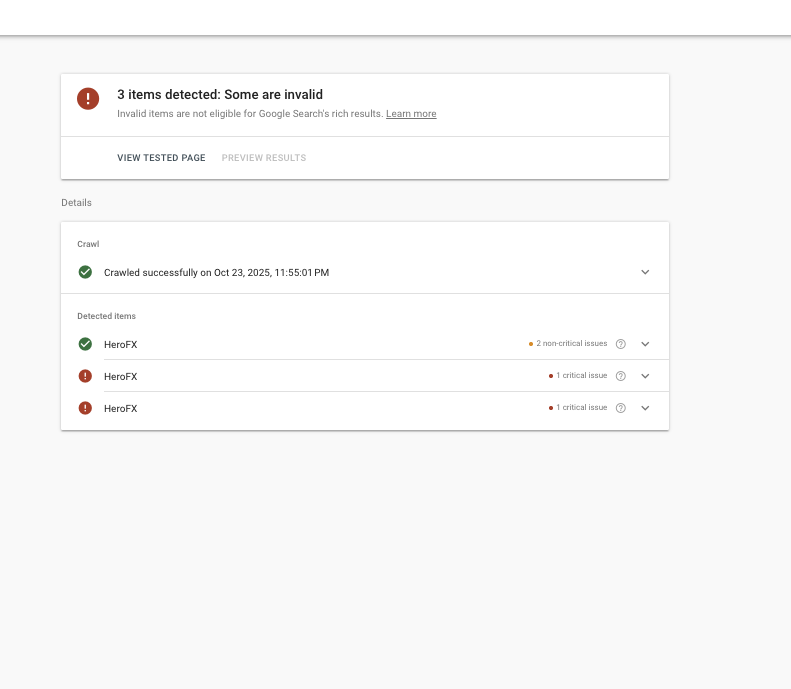 3 items detected: Some are invalid
Invalid items are not eligible for Google Search's rich results. Learn more
VIEW TESTED PAGE PREVIEW RESULTS
Details
Crawl
Crawled successfully on Oct 23, 2025, 11:55:01 PM
Detected items
HeroFX 2 non-critical issues
HeroFX 1 critical issue
HeroFX 1 critical issue